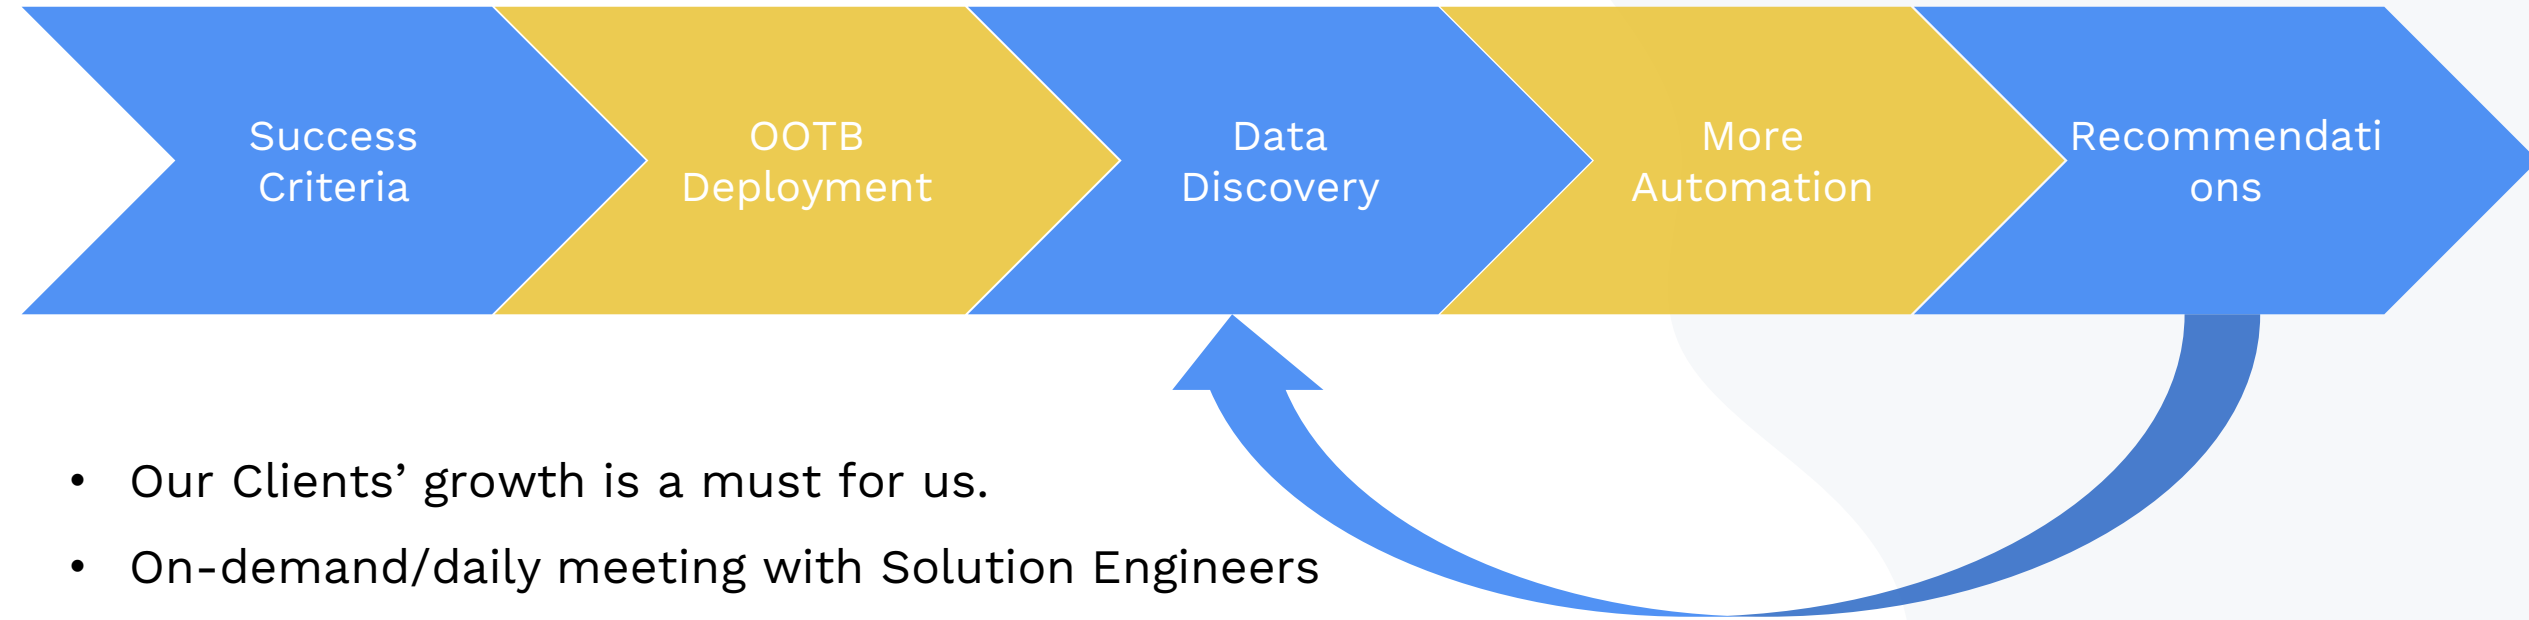 Success
Criteria
OOTB
Deployment
Data
Discovery
More
Automation
Recommendati
ons
• Our Clients’ growth is a must for us.
• On-demand/daily meeting with Solution Engineers